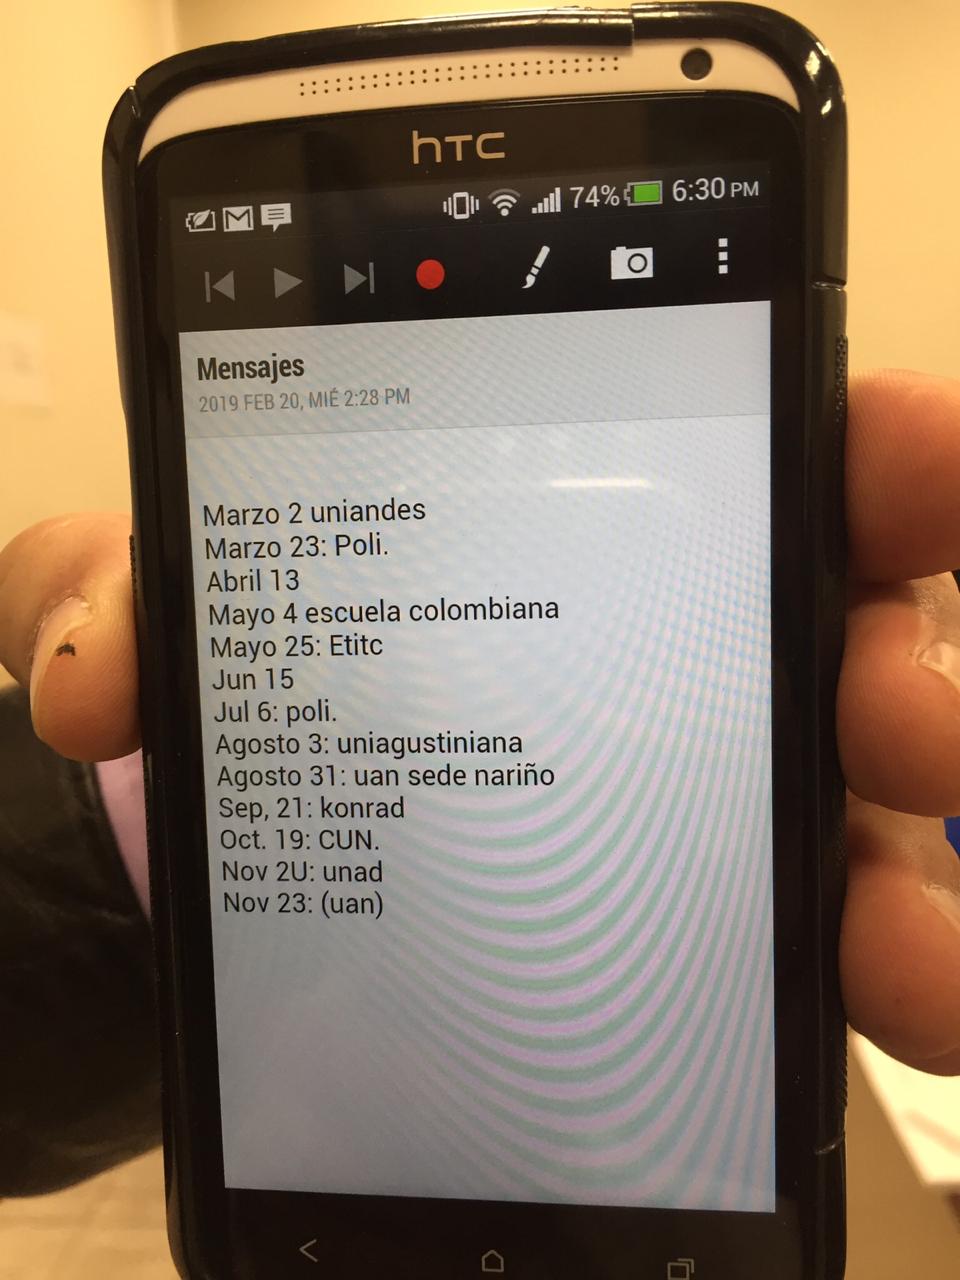 hTC
74% 6:30 PM
Mensajes
2019 FEB 20, MIÉ 2:28 PM
Marzo 2 uniandes
Marzo 23: Poli.
Abril 13
Mayo 4 escuela colombiana
Mayo 25: Etitc
Jun 15
Jul 6: poli.
Agosto 3: uniagustiniana
Agosto 31: uan sede nariño
Sep, 21: konrad
Oct. 19: CUN.
Nov 2U: unad
Nov 23: (uan)